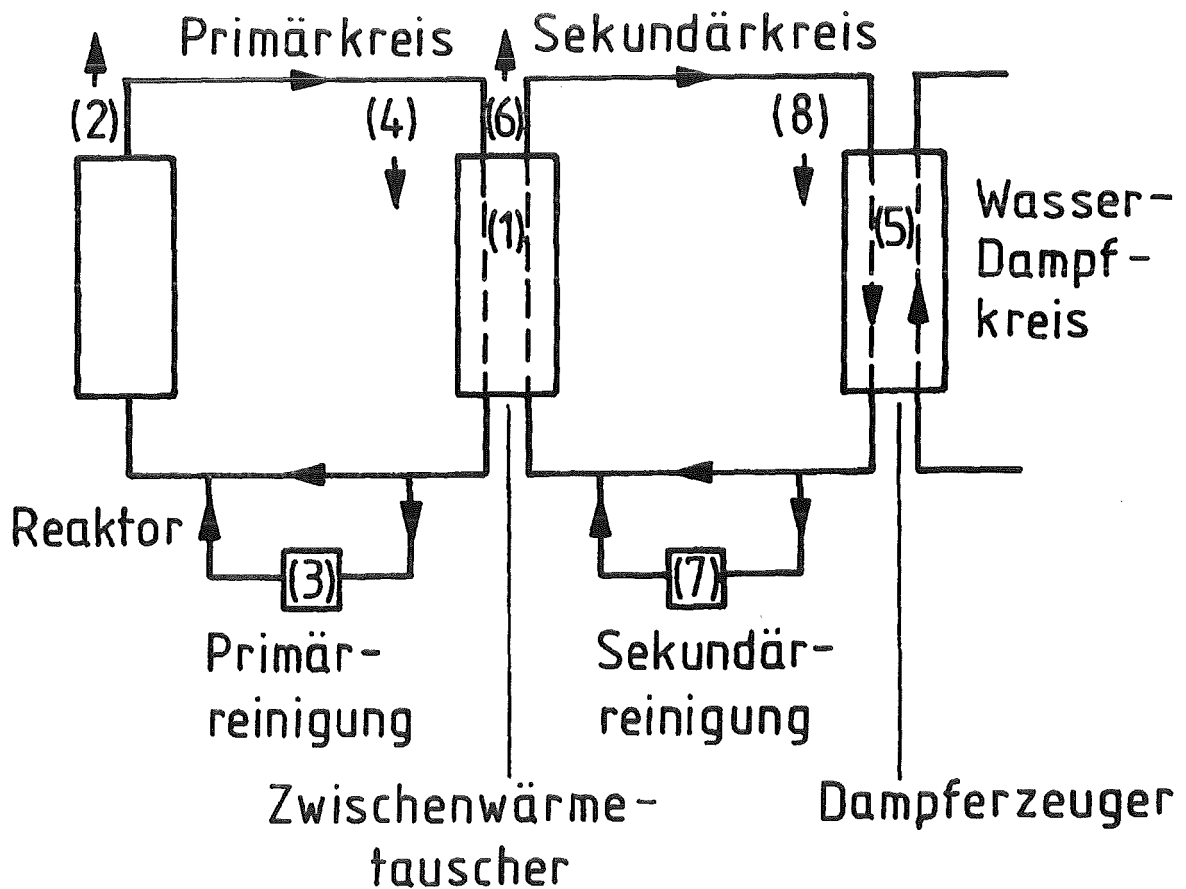 Primärkreis
Sekundärkreis
(2)
(4)
(6)
(8)
(1)
(5)
Wasser-
Dampf-
kreis
Reaktor
(3)
(7)
Primär-
reinigung
Sekundär-
reinigung
Zwischenwärme-
tauscher
Dampferzeuger